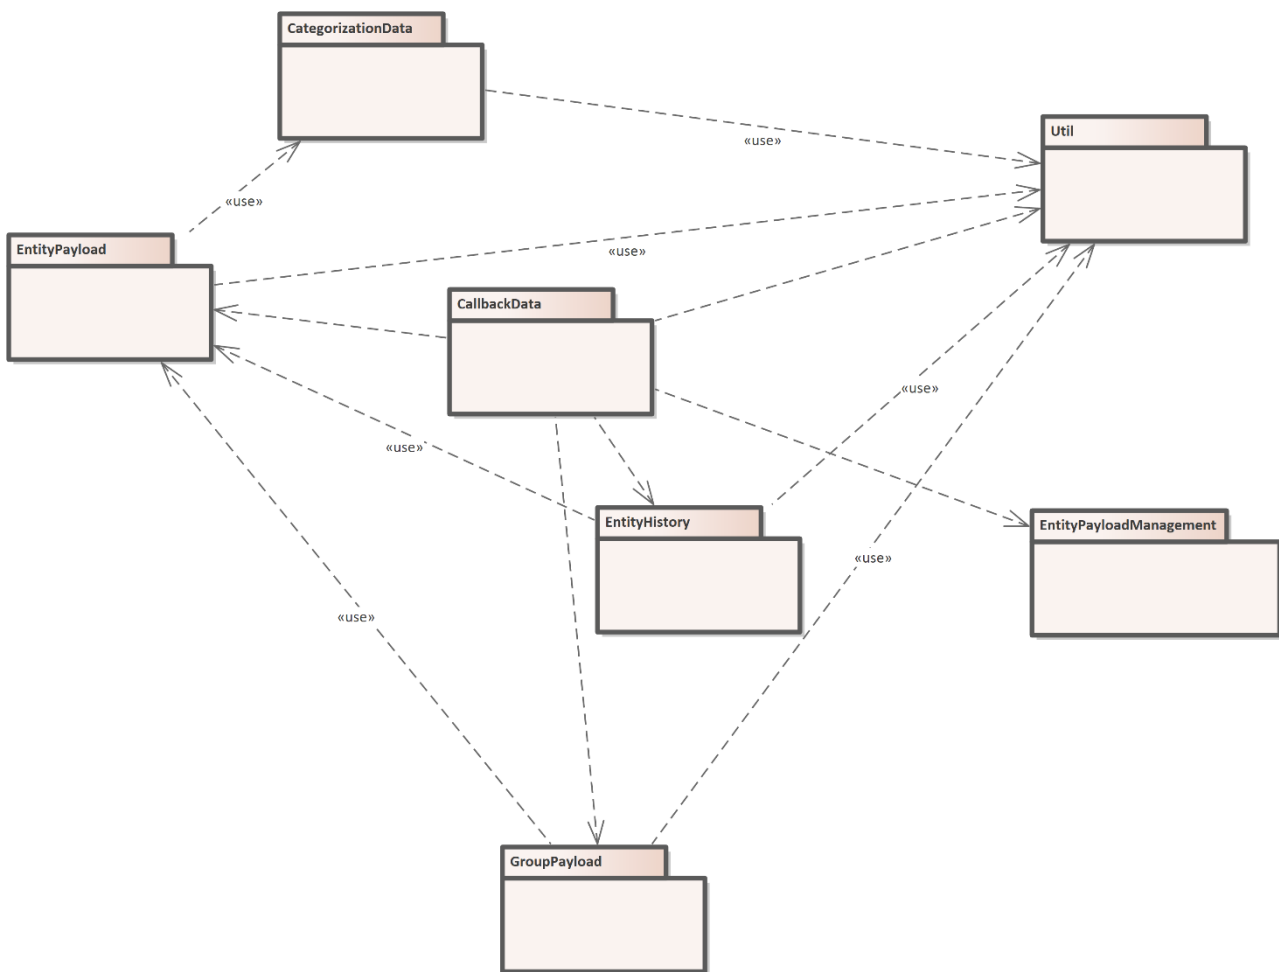 CategorizationData
Util
«use»
«use»
EntityPayload
«use»
CallbackData
«use»
«use»
EntityHistory
EntityPayloadManagement
«use»
«use»
GroupPayload